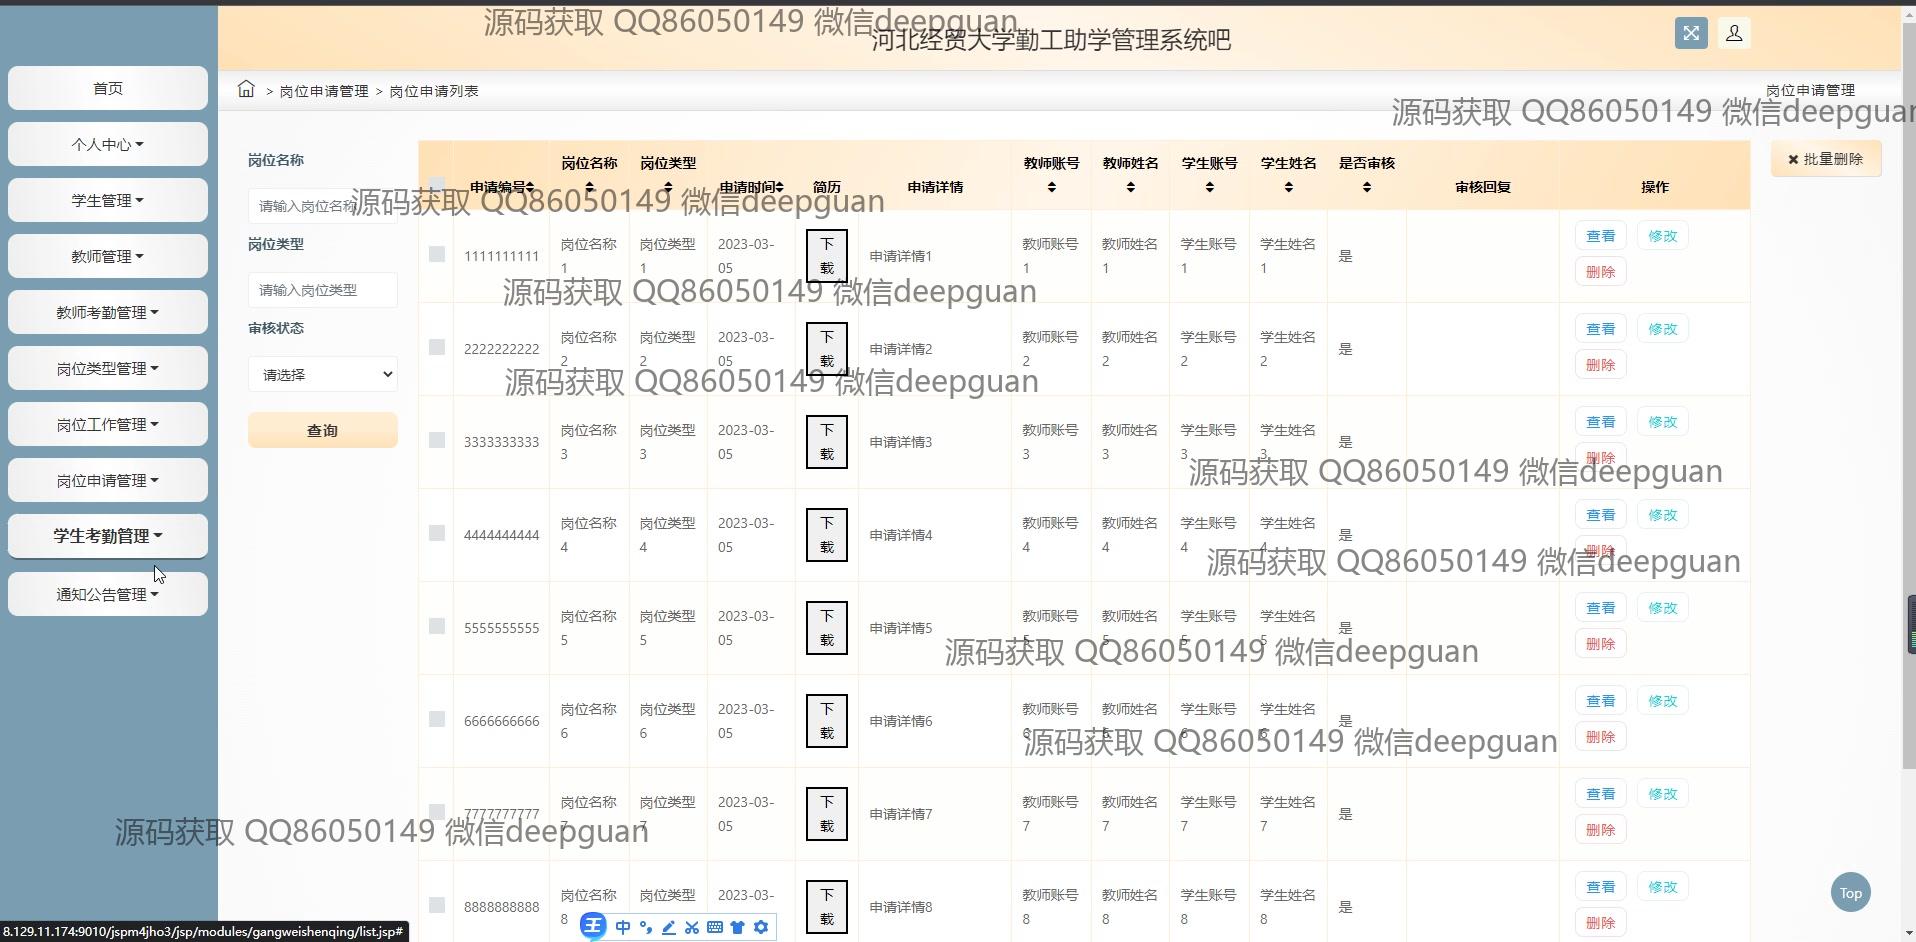 源码获取 QQ86050149 微信deepguan
河北经贸大学勤工助学管理系统吧
首页
个人中心
学生管理
教师管理
教师考勤管理
岗位类型管理
岗位工作管理
岗位申请管理
学生考勤管理
通知公告管理
> 岗位申请管理 > 岗位申请列表
岗位申请管理
源码获取 QQ86050149 微信deepguan
岗位名称
请输入岗位名称
岗位类型
请输入岗位类型
审核状态
请选择
查询
批量删除
申请编号 岗位名称 岗位类型 申请时间 简历 申请详情 教师账号 教师姓名 学生账号 学生姓名 是否审核 审核回复 操作
源码获取 QQ86050149 微信deepguan
1111111111 岗位名称1 岗位类型1 2023-03-05 下载 申请详情1 教师账号1 教师姓名1 学生账号1 学生姓名1 是 查看 修改 删除
源码获取 QQ86050149 微信deepguan
2222222222 岗位名称2 岗位类型2 2023-03-05 下载 申请详情2 教师账号2 教师姓名2 学生账号2 学生姓名2 是 查看 修改 删除
源码获取 QQ86050149 微信deepguan
3333333333 岗位名称3 岗位类型3 2023-03-05 下载 申请详情3 教师账号3 教师姓名3 学生账号3 学生姓名3 是 查看 修改 删除
源码获取 QQ86050149 微信deepguan
4444444444 岗位名称4 岗位类型4 2023-03-05 下载 申请详情4 教师账号4 教师姓名4 学生账号4 学生姓名4 是 查看 修改 删除
源码获取 QQ86050149 微信deepguan
5555555555 岗位名称5 岗位类型5 2023-03-05 下载 申请详情5 教师账号5 教师姓名5 学生账号5 学生姓名5 是 查看 修改 删除
源码获取 QQ86050149 微信deepguan
6666666666 岗位名称6 岗位类型6 2023-03-05 下载 申请详情6 教师账号6 教师姓名6 学生账号6 学生姓名6 是 查看 修改 删除
源码获取 QQ86050149 微信deepguan
7777777777 岗位名称7 岗位类型7 2023-03-05 下载 申请详情7 教师账号7 教师姓名7 学生账号7 学生姓名7 是 查看 修改 删除
源码获取 QQ86050149 微信deepguan
8888888888 岗位名称8 岗位类型8 2023-03-05 下载 申请详情8 教师账号8 教师姓名8 学生账号8 学生姓名8 是 查看 修改 删除
Top
王 中
8.129.11.174:9010/jspm4jho3/jsp/modules/gangweishenqing/list.jsp#